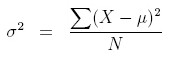 σ² = ∑(X - μ)² / N